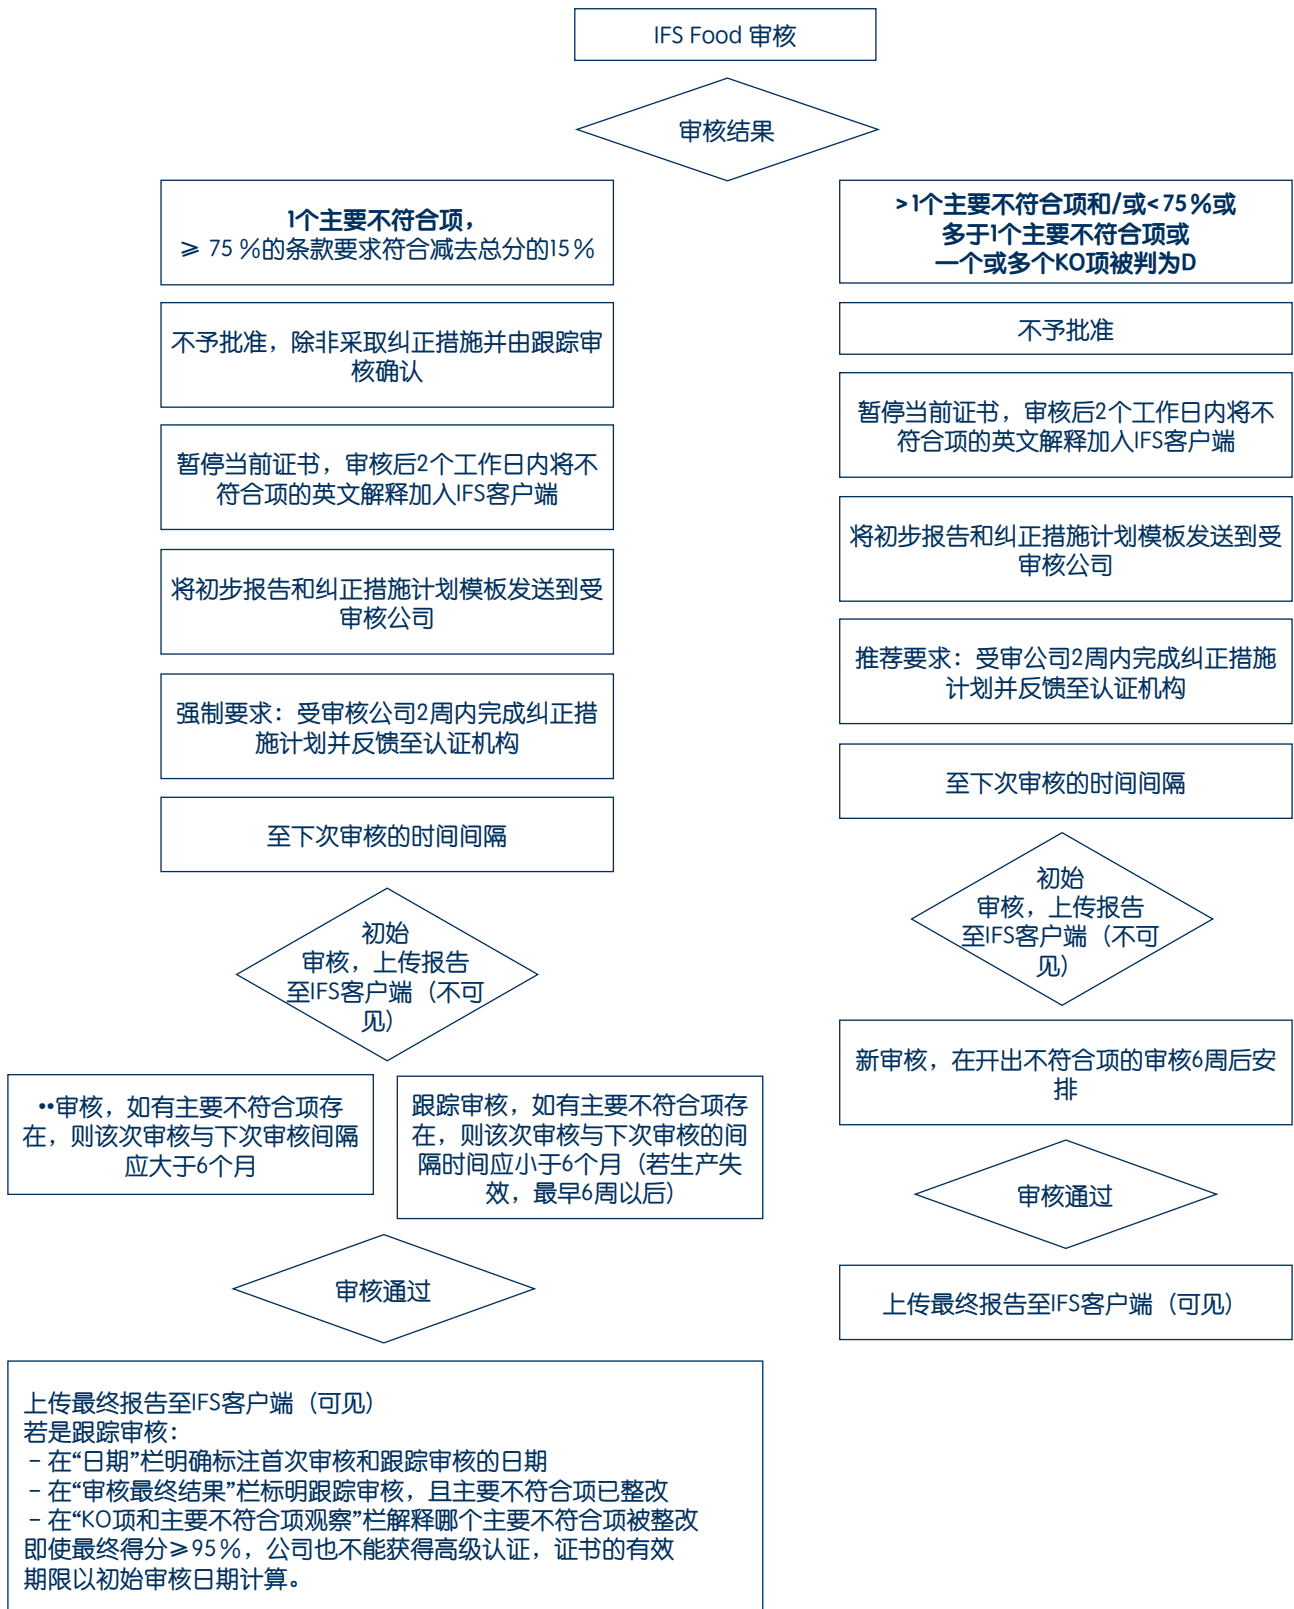 IFS Food 审核
审核结果
1个主要不符合项，
≥ 75 %的条款要求符合减去总分的15%
不予批准，除非采取纠正措施并由跟踪审
核确认
暂停当前证书，审核后2个工作日内将不
符合项的英文解释加入IFS客户端
将初步报告和纠正措施计划模板发送到受
审核公司
强制要求：受审核公司2周内完成纠正措
施计划并反馈至认证机构
至下次审核的时间间隔
初始
审核，上传报告
至IFS客户端（不可
见）
••审核，如有主要不符合项存
在，则该次审核与下次审核间隔
应大于6个月
跟踪审核，如有主要不符合项存
在，则该次审核与下次审核的间
隔时间应小于6个月（若生产失
效，最早6周以后）
审核通过
上传最终报告至IFS客户端（可见）
若是跟踪审核：
– 在“日期”栏明确标注首次审核和跟踪审核的日期
– 在“审核最终结果”栏标明跟踪审核，且主要不符合项已整改
– 在“KO项和主要不符合项观察”栏解释哪个主要不符合项被整改
即使最终得分≥95%，公司也不能获得高级认证，证书的有效
期限以初始审核日期计算。
>1个主要不符合项和/或<75%或
多于1个主要不符合项或
一个或多个KO项被判为D
不予批准
暂停当前证书，审核后2个工作日内将不
符合项的英文解释加入IFS客户端
将初步报告和纠正措施计划模板发送到受
审核公司
推荐要求：受审公司2周内完成纠正措施
计划并反馈至认证机构
至下次审核的时间间隔
初始
审核，上传报告
至IFS客户端（不可
见）
新审核，在开出不符合项的审核6周后安
排
审核通过
上传最终报告至IFS客户端（可见）